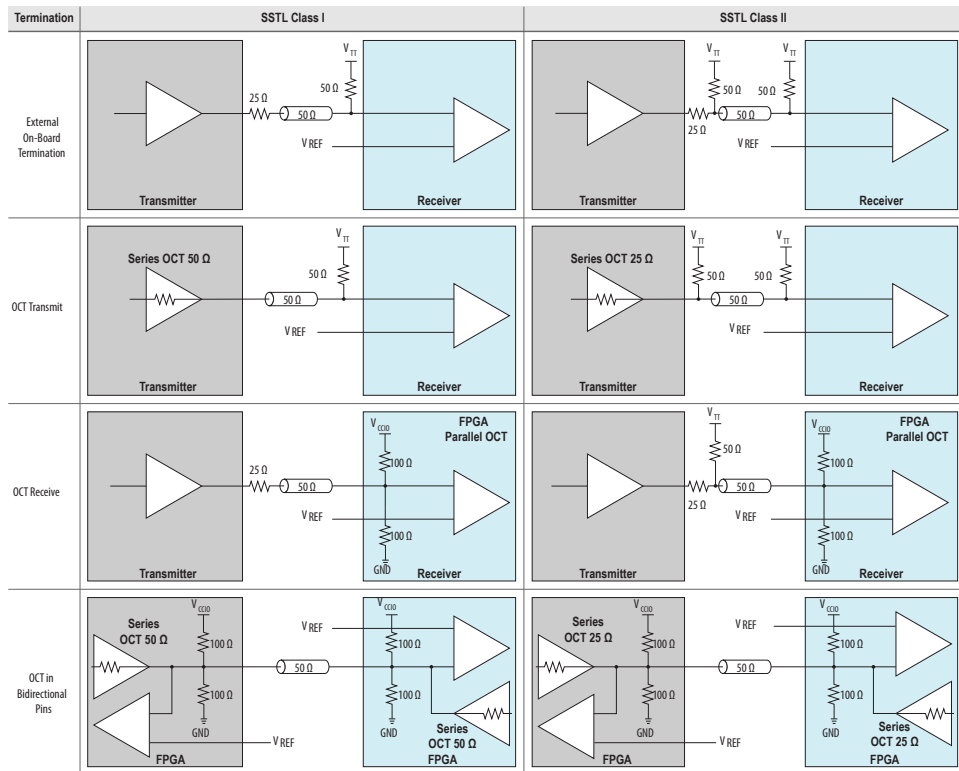 Termination
SSTL Class I
SSTL Class II
External
On-Board
Termination
V TT
50 Ω
25 Ω
50 Ω
V REF
Transmitter
Receiver
V TT
V TT
50 Ω
50 Ω
50 Ω
25 Ω
V REF
Transmitter
Receiver
OCT Transmit
V TT
Series OCT 50 Ω
50 Ω
50 Ω
V REF
Transmitter
Receiver
V TT
V TT
Series OCT 25 Ω
50 Ω
50 Ω
50 Ω
V REF
Transmitter
Receiver
OCT Receive
FPGA
Parallel OCT
V CCIO
100 Ω
25 Ω
50 Ω
V REF
100 Ω
GND
Transmitter
Receiver
FPGA
Parallel OCT
V TT
V CCIO
50 Ω
100 Ω
50 Ω
25 Ω
V REF
100 Ω
GND
Transmitter
Receiver
OCT in
Bidirectional
Pins
Series
OCT 50 Ω
V CCIO
100 Ω
V REF
V CCIO
100 Ω
50 Ω
100 Ω
GND
100 Ω
GND
V REF
Series
OCT 50 Ω
FPGA
FPGA
Series
OCT 25 Ω
V CCIO
100 Ω
V REF
V CCIO
100 Ω
50 Ω
100 Ω
GND
100 Ω
GND
V REF
Series
OCT 25 Ω
FPGA
FPGA